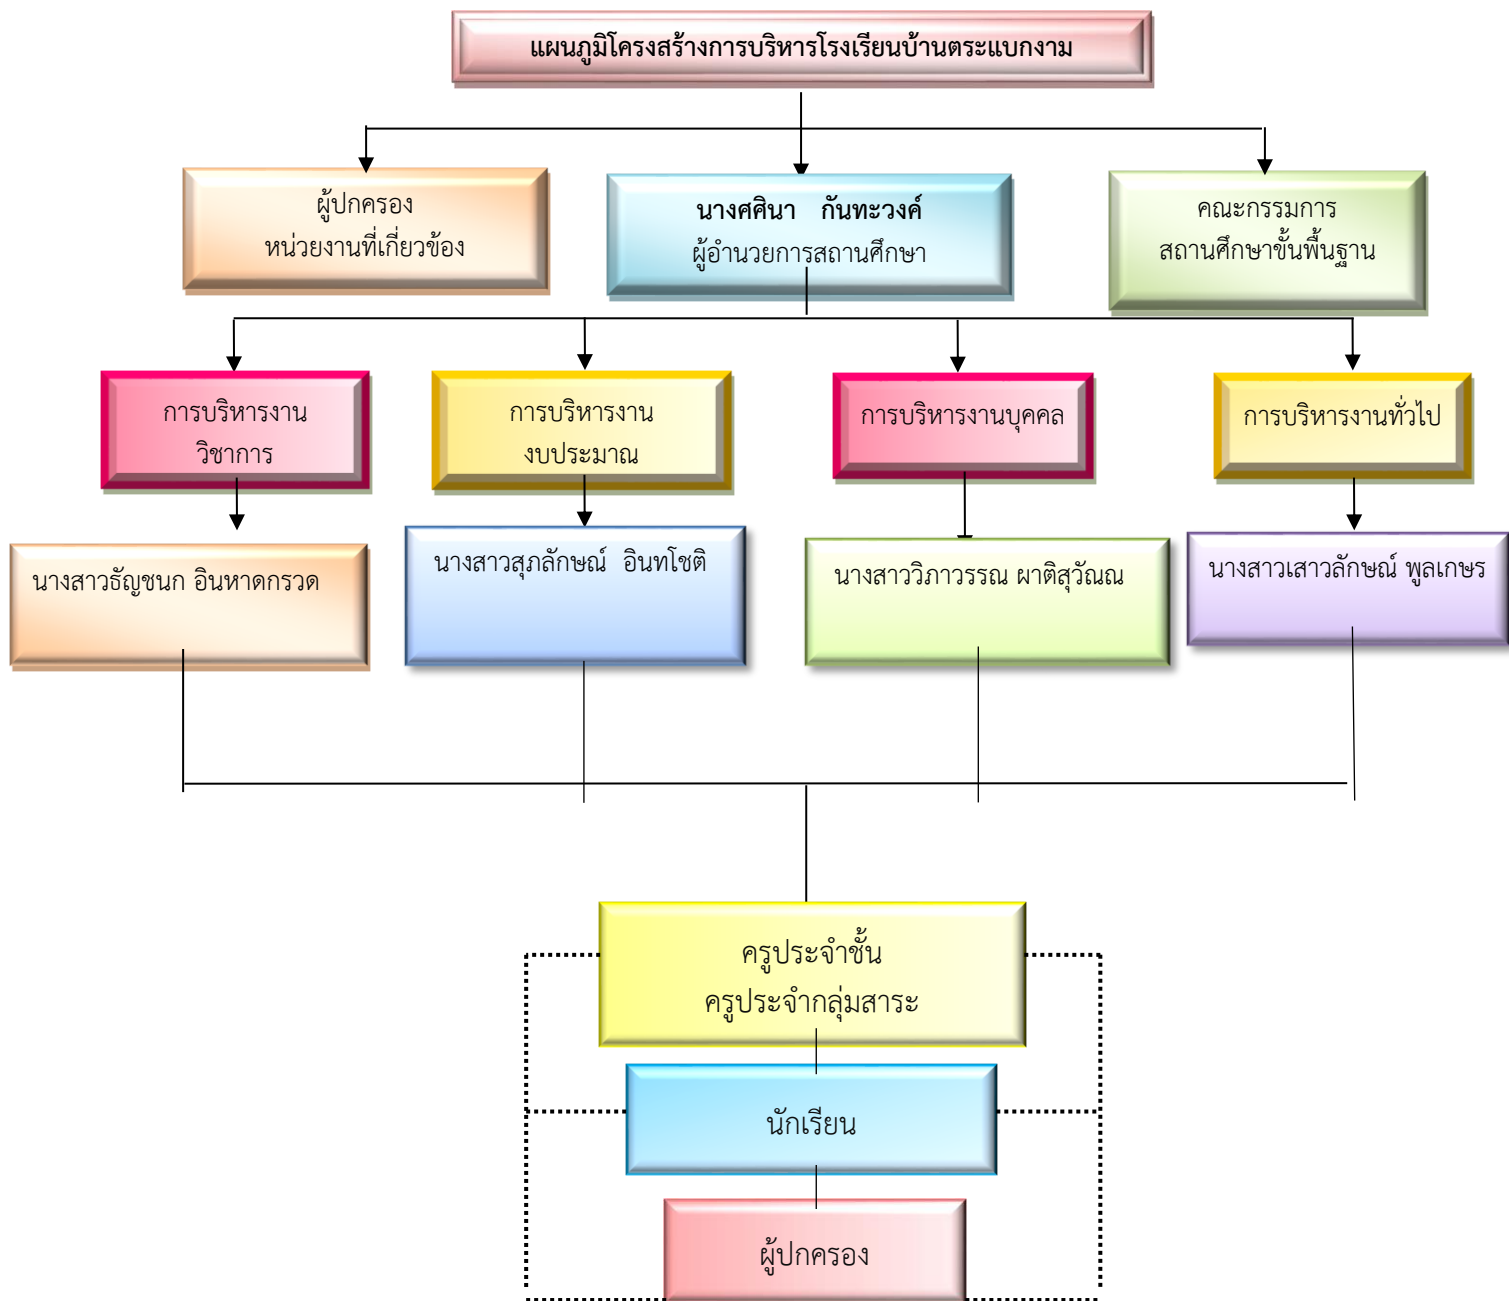 แผนภูมิโครงสร้างการบริหารโรงเรียนบ้านตระแบกงาม
ผู้ปกครอง
หน่วยงานที่เกี่ยวข้อง
นางศศินา กันทะวงค์
ผู้อำนวยการสถานศึกษา
คณะกรรมการ
สถานศึกษาขั้นพื้นฐาน
การบริหารงาน
วิชาการ
การบริหารงาน
งบประมาณ
การบริหารงานบุคคล
การบริหารงานทั่วไป
นางสาวธัญชนก อินหาดกรวด
นางสาวสุภลักษณ์ อินทโชติ
นางสาววิภาวรรณ ผาติสุวัณณ
นางสาวเสาวลักษณ์ พูลเกษร
ครูประจำชั้น
ครูประจำกลุ่มสาระ
นักเรียน
ผู้ปกครอง